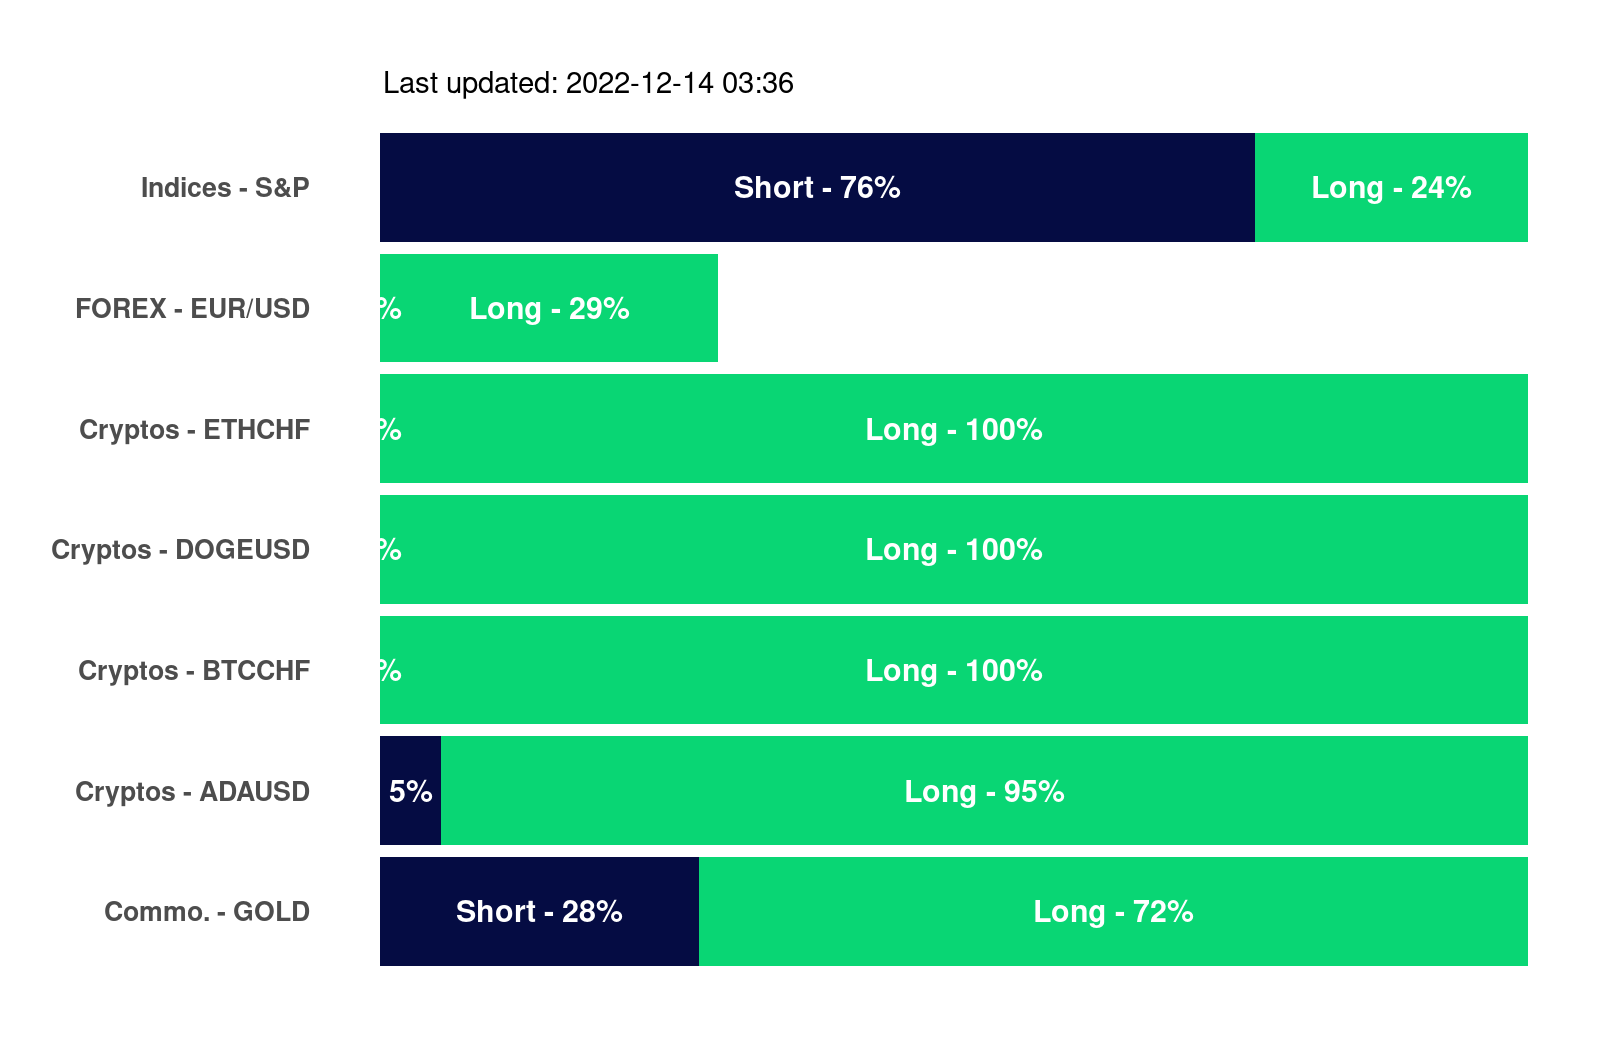 Last updated: 2022-12-14 03:36
Indices - S&P Short - 76% Long - 24%
FOREX - EUR/USD % Long - 29%
Cryptos - ETHCHF % Long - 100%
Cryptos - DOGEUSD % Long - 100%
Cryptos - BTCCHF % Long - 100%
Cryptos - ADAUSD 5% Long - 95%
Commo. - GOLD Short - 28% Long - 72%